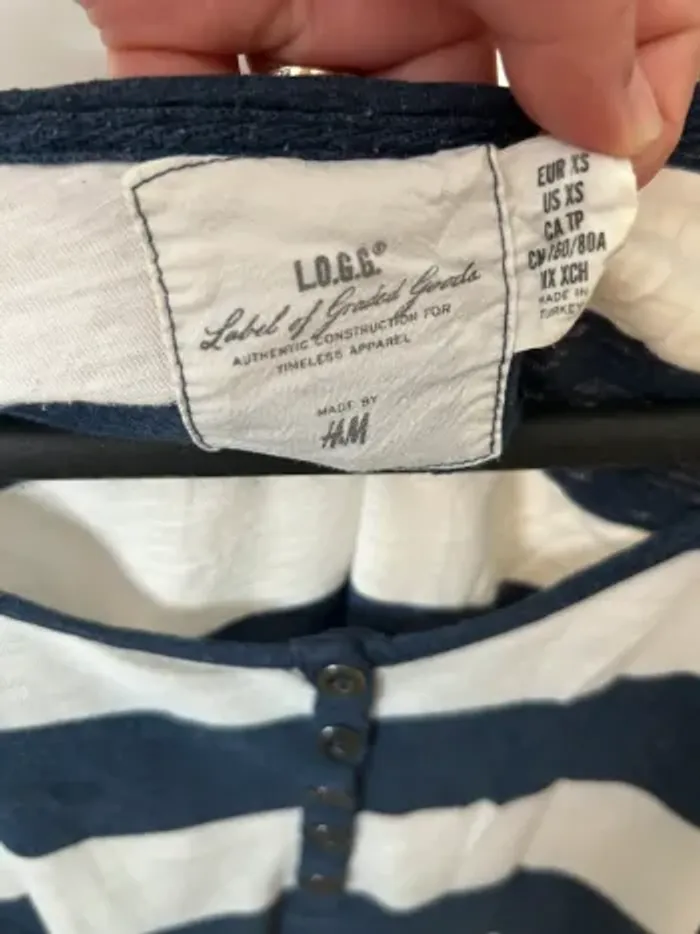 L.O.G.G.®
Label of Graded Goods
AUTHENTIC CONSTRUCTION FOR
TIMELESS APPAREL
MADE BY
H&M
EUR XS
US XS
CA TP
CN 160/80A
MX XCH
MADE IN
TURKEY